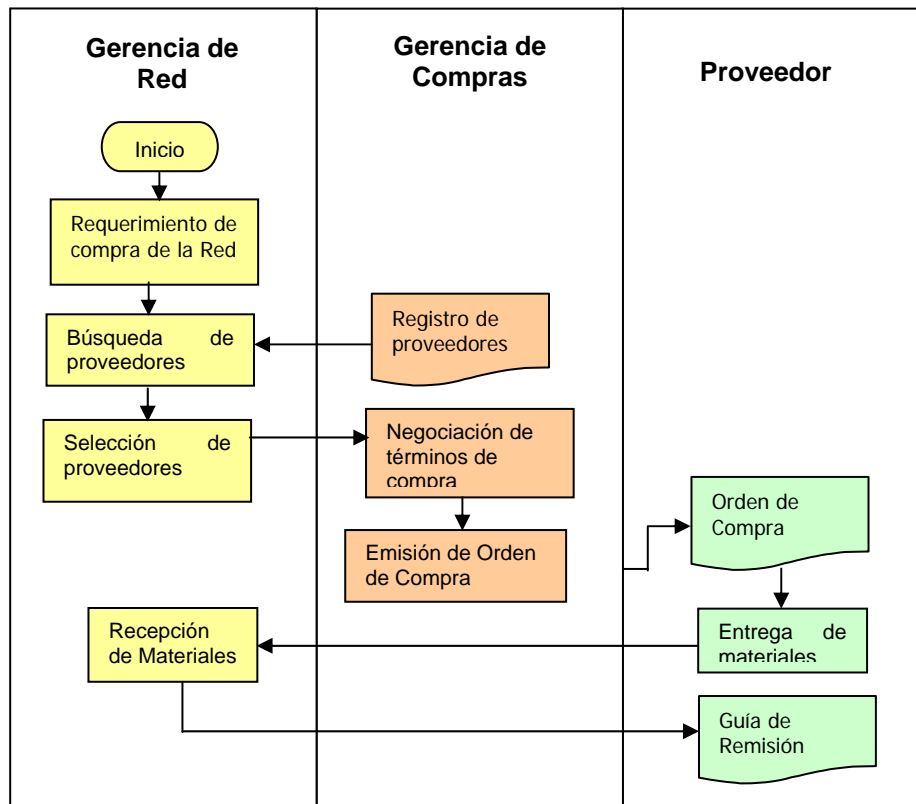 Gerencia de
Red
Gerencia de
Compras
Proveedor
Inicio
Requerimiento de
compra de la Red
Búsqueda de
proveedores
Registro de
proveedores
Selección de
proveedores
Negociación de
términos de
compra
Emisión de Orden
de Compra
Orden de
Compra
Entrega de
materiales
Recepción
de Materiales
Guía de
Remisión